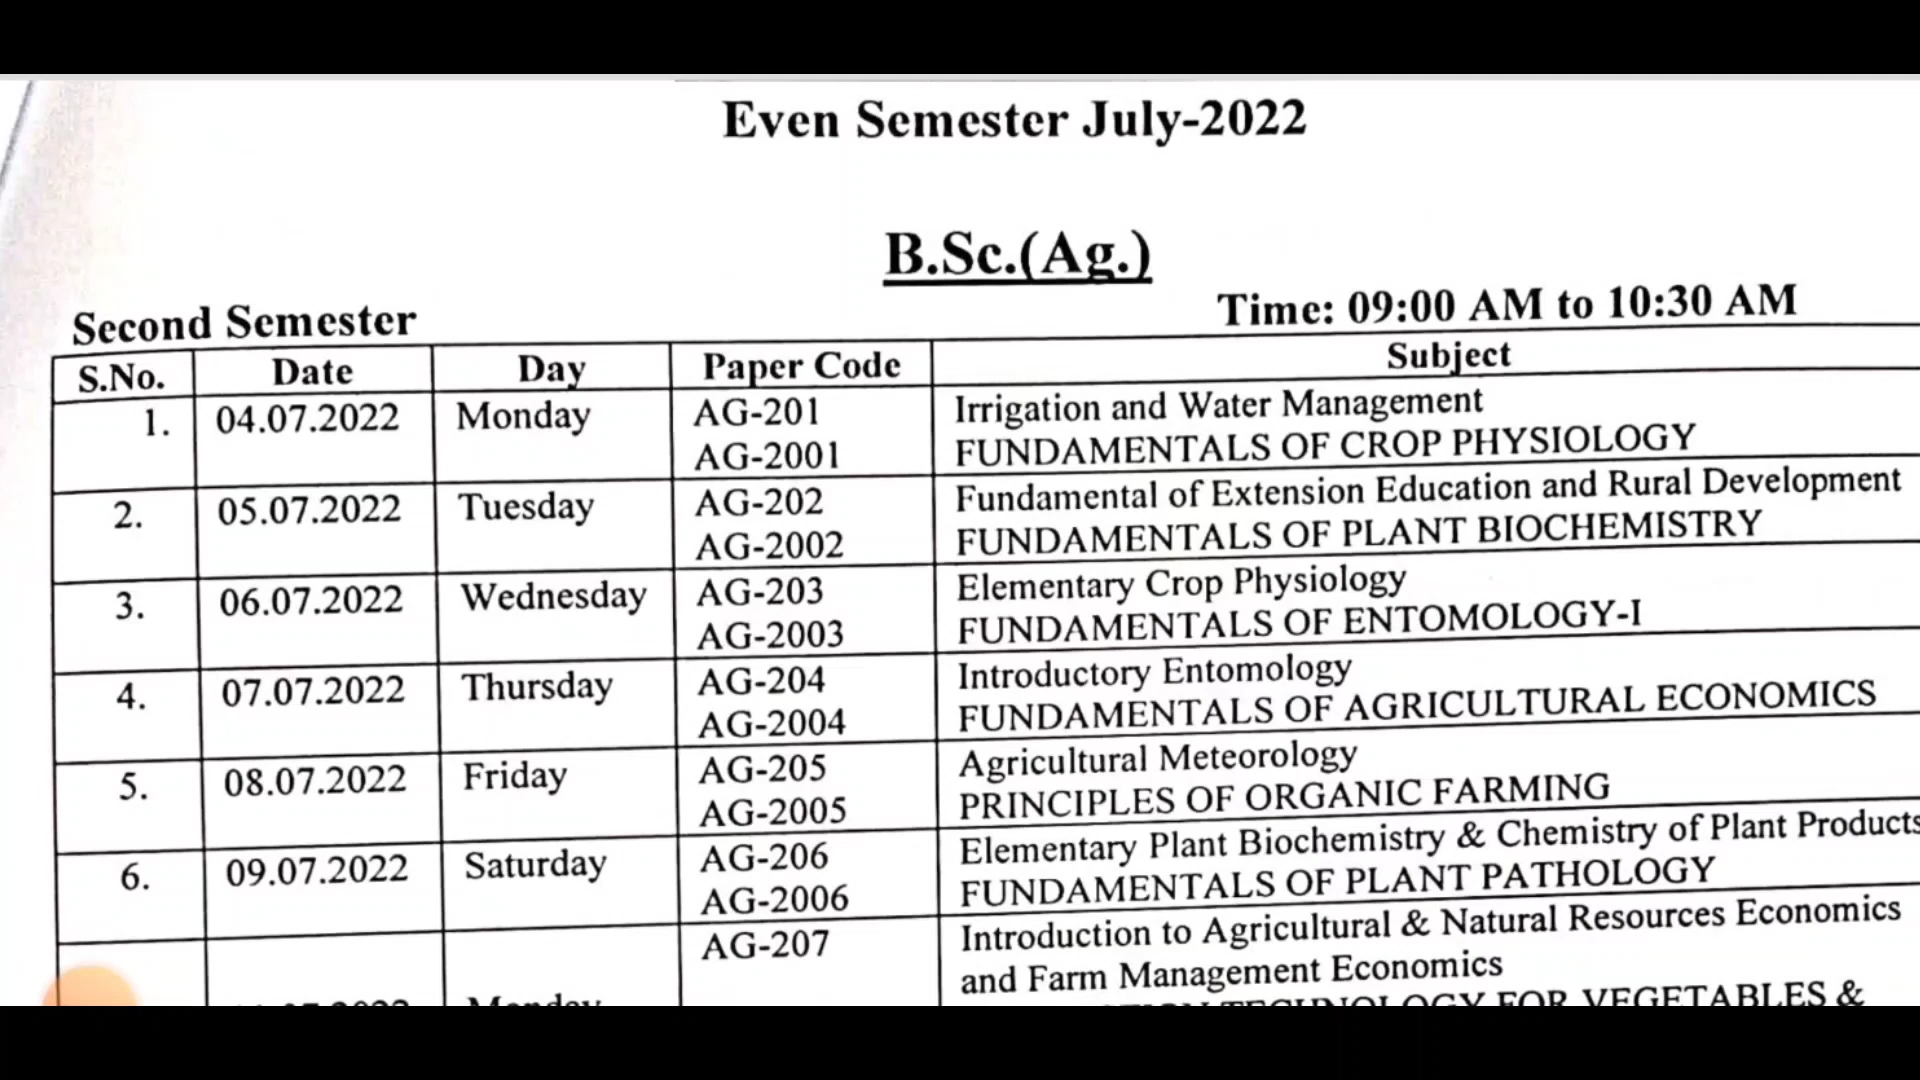 Even Semester July-2022
B.Sc.(Ag.)
Second Semester Time: 09:00 AM to 10:30 AM
S.No. Date Day Paper Code Subject
1. 04.07.2022 Monday AG-201 Irrigation and Water Management
AG-2001 FUNDAMENTALS OF CROP PHYSIOLOGY
2. 05.07.2022 Tuesday AG-202 Fundamental of Extension Education and Rural Development
AG-2002 FUNDAMENTALS OF PLANT BIOCHEMISTRY
3. 06.07.2022 Wednesday AG-203 Elementary Crop Physiology
AG-2003 FUNDAMENTALS OF ENTOMOLOGY-I
4. 07.07.2022 Thursday AG-204 Introductory Entomology
AG-2004 FUNDAMENTALS OF AGRICULTURAL ECONOMICS
5. 08.07.2022 Friday AG-205 Agricultural Meteorology
AG-2005 PRINCIPLES OF ORGANIC FARMING
6. 09.07.2022 Saturday AG-206 Elementary Plant Biochemistry & Chemistry of Plant Products
AG-2006 FUNDAMENTALS OF PLANT PATHOLOGY
AG-207 Introduction to Agricultural & Natural Resources Economics
and Farm Management Economics
Monday TECHNOLOGY FOR VEGETABLES &